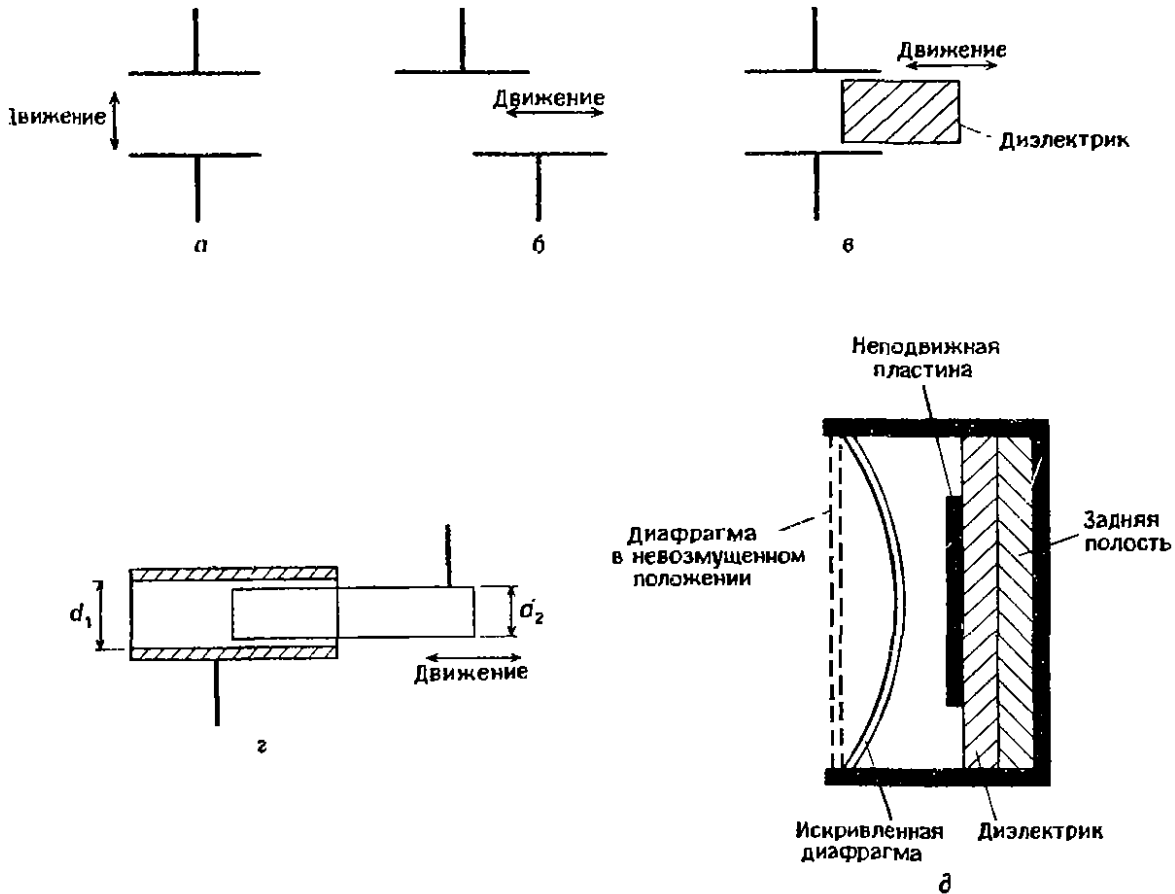 Движение
Движение
Движение
Диэлектрик
а
б
в
Неподвижная
пластина
Диафрагма
в невозмущенном
положении
Задняя
полость
d₁
d₂
Движение
г
Искривленная
диафрагма
Диэлектрик
д